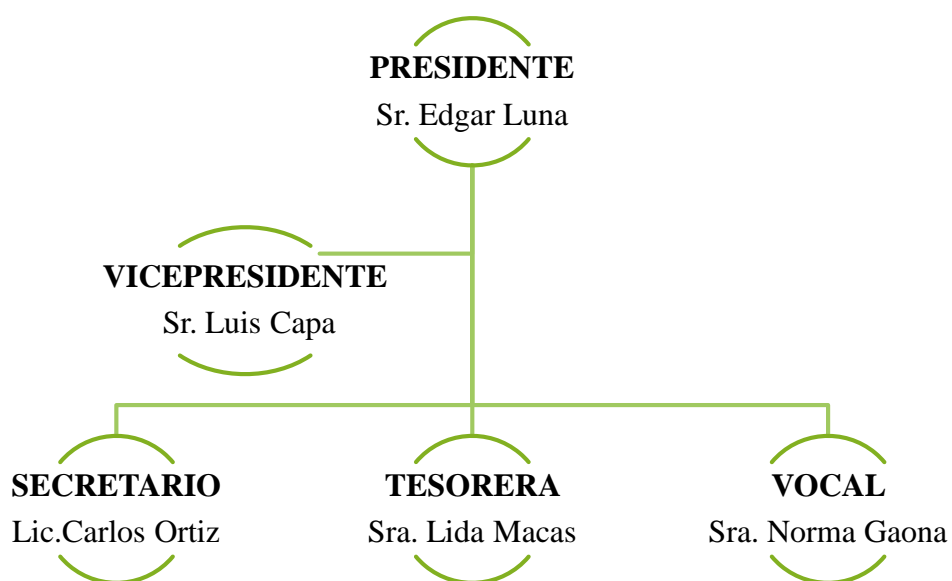 PRESIDENTE
Sr. Edgar Luna
VICEPRESIDENTE
Sr. Luis Capa
SECRETARIO
Lic.Carlos Ortiz
TESORERA
Sra. Lida Macas
VOCAL
Sra. Norma Gaona